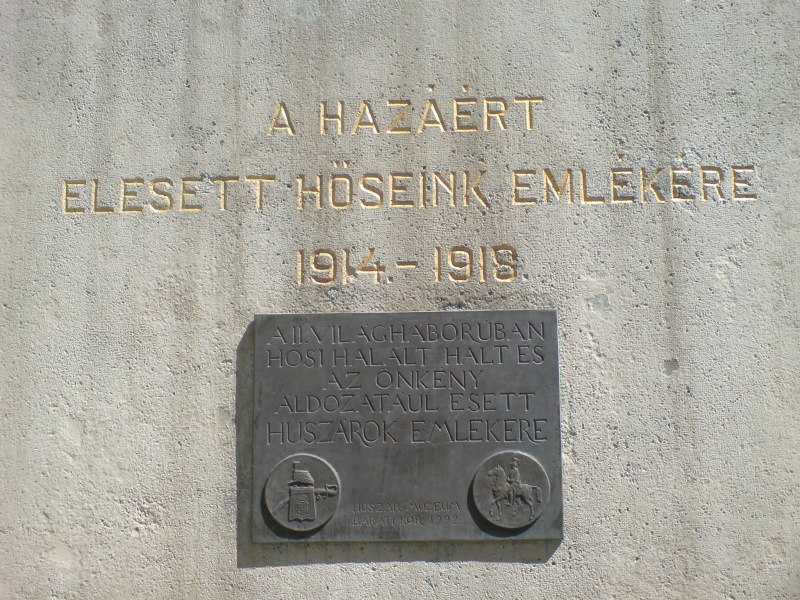 A HAZÁÉRT
ELESETT HŐSEINK EMLÉKÉRE
1914.-1918.
A II. VILÁGHÁBORÚBAN
HŐSI HALÁLT HALT ÉS
AZ ÖNKÉNY
ÁLDOZATÁUL ESETT
HUSZÁROK EMLÉKÉRE
HUSZÁR MÚZEUM
BARÁTI KÖR 1992